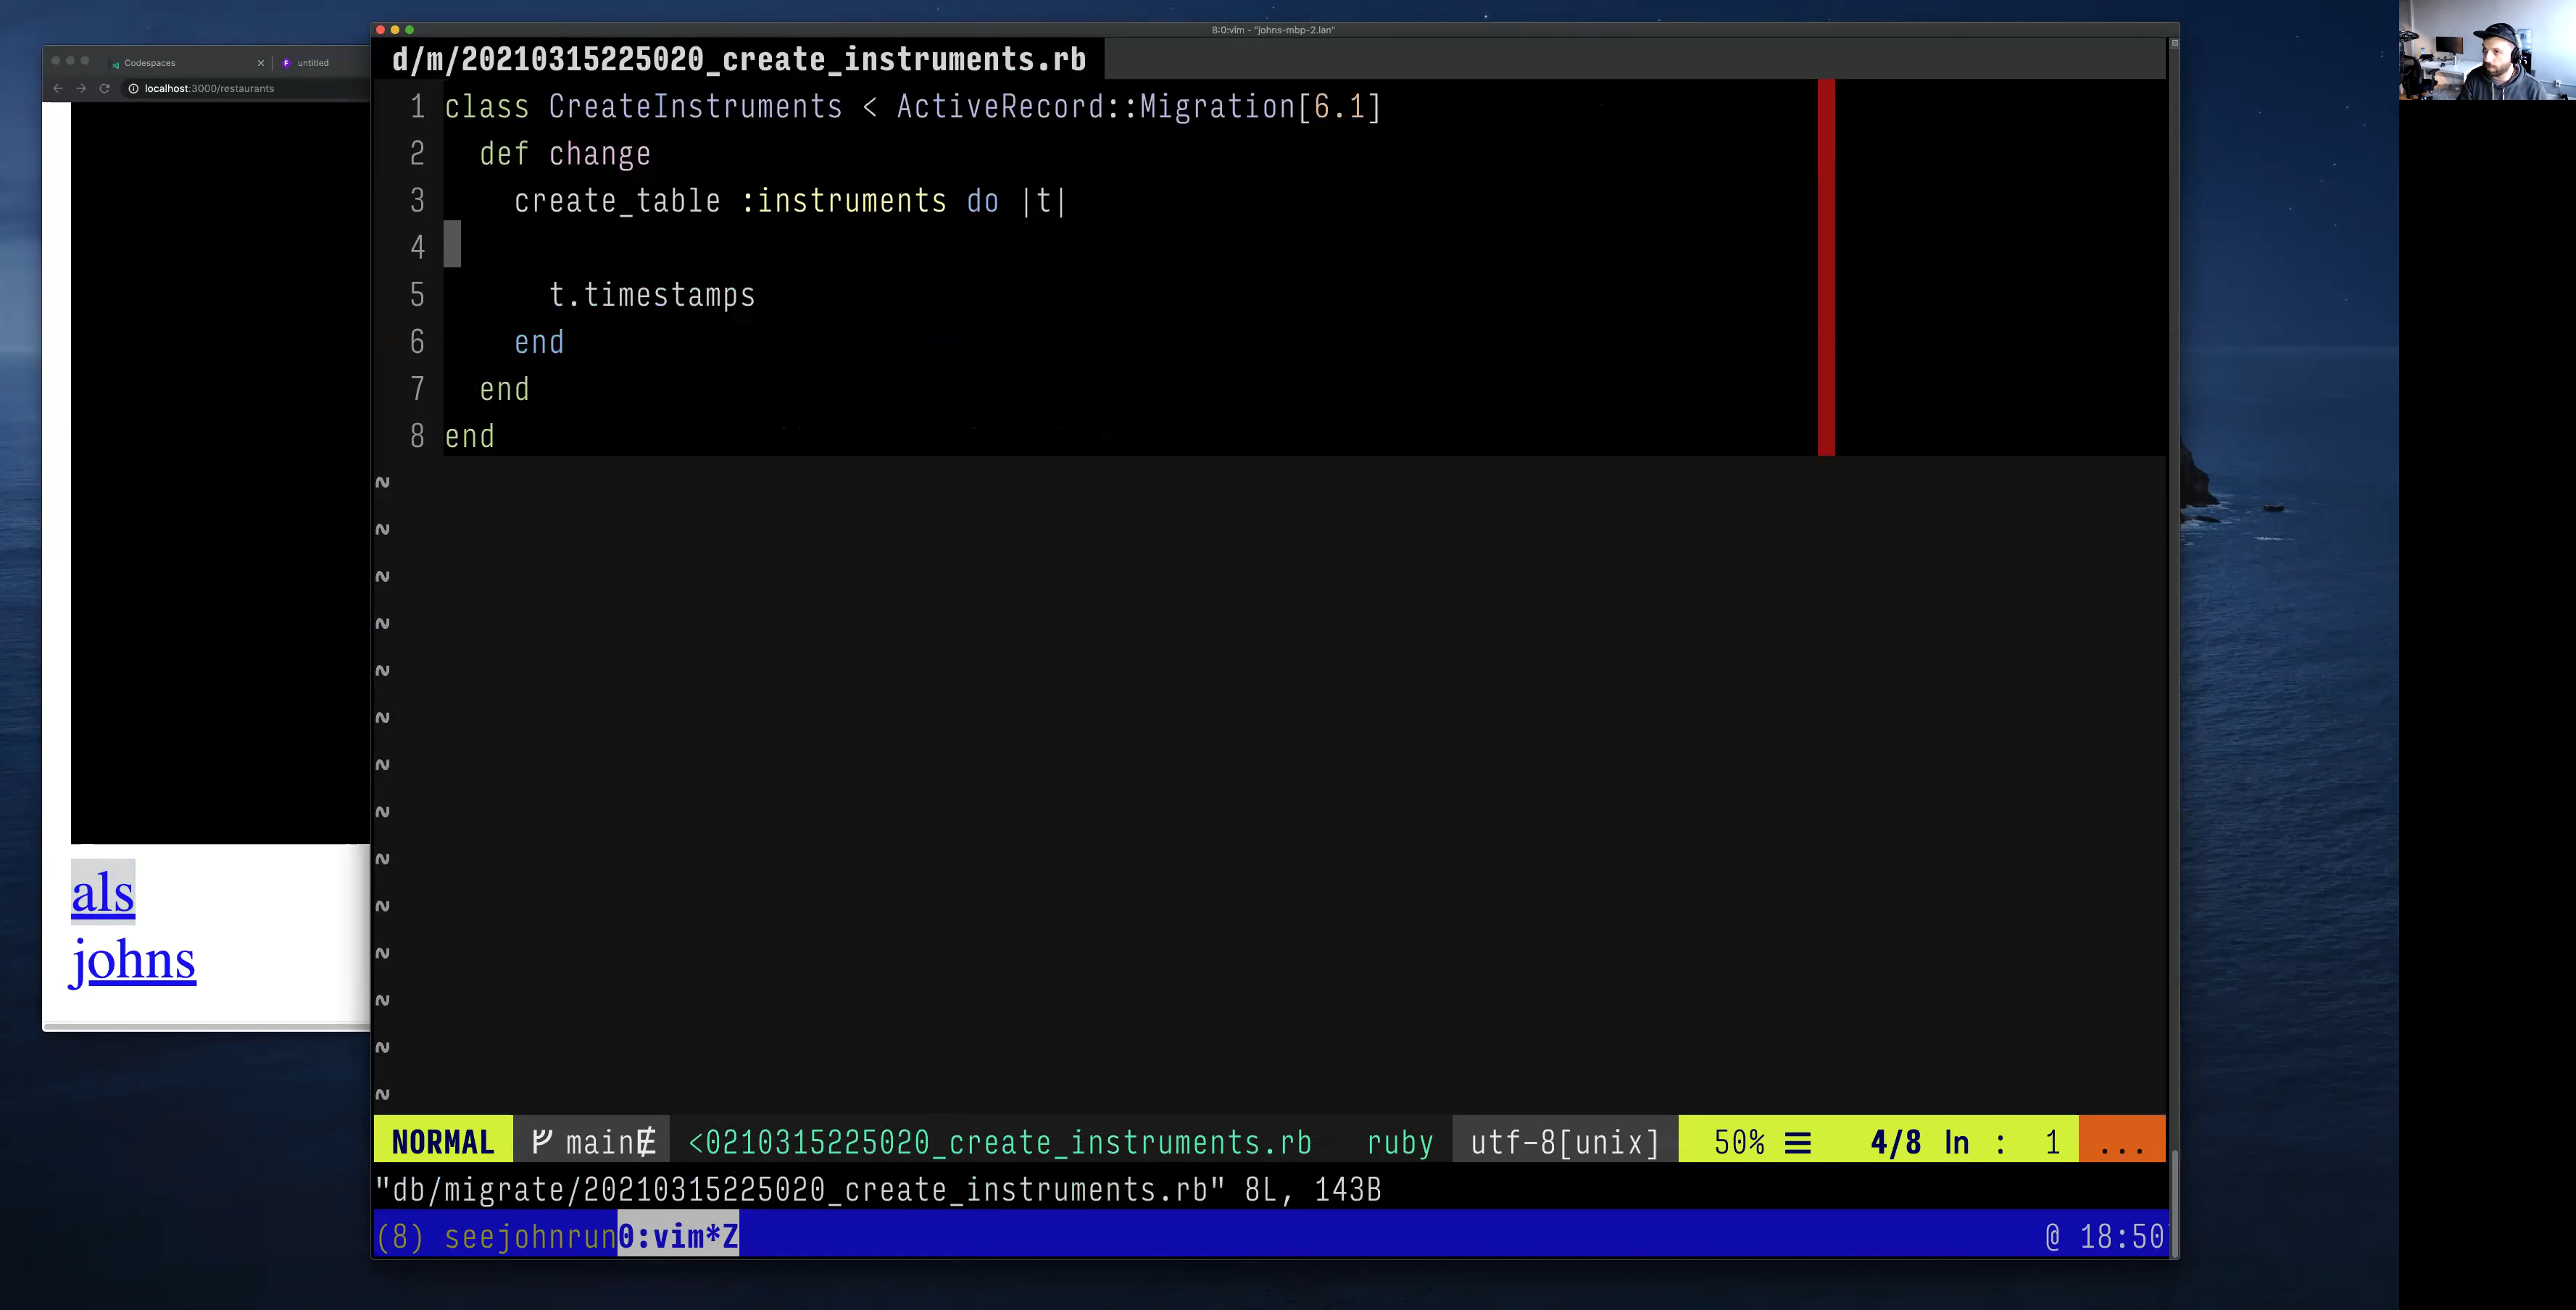 8:0:vim - "johns-mbp-2.lan"
Codespaces
untitled
localhost:3000/restaurants
als
johns
d/m/20210315225020_create_instruments.rb
1 class CreateInstruments < ActiveRecord::Migration[6.1]
2 def change
3 create_table :instruments do |t|
4
5 t.timestamps
6 end
7 end
8 end
~
~
~
~
~
~
~
~
~
~
~
~
~
~
NORMAL main <0210315225020_create_instruments.rb ruby utf-8[unix] 50% 4/8 ln : 1 ...
"db/migrate/20210315225020_create_instruments.rb" 8L, 143B
(8) seejohnrun0:vim*Z @ 18:50